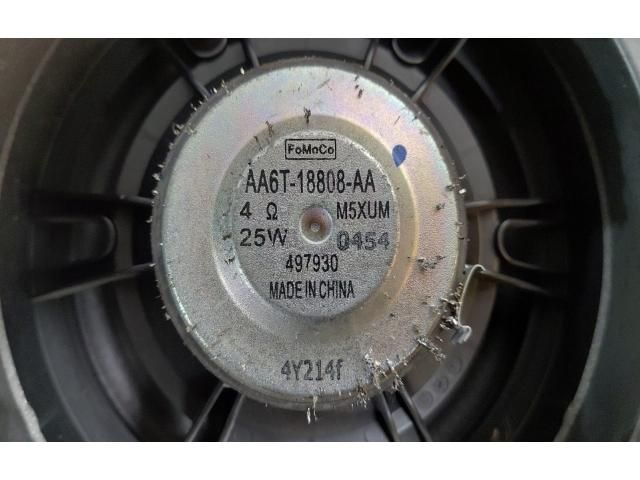 FoMoCo
AA6T-18808-AA
4 Ω M5XUM
25W 0454
497930
MADE IN CHINA
4Y214f